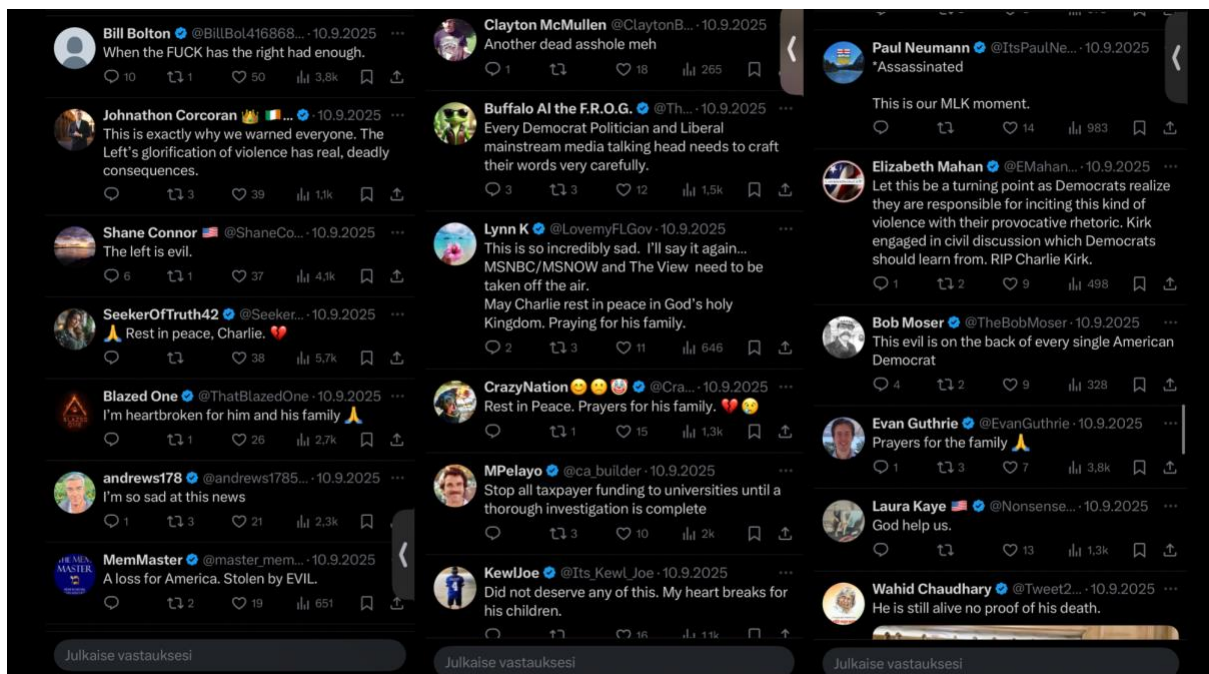 Bill Bolton @BillBol416868... · 10.9.2025 ···
When the FUCK has the right had enough.
10 1 50 3,8k
Johnathon Corcoran ... · 10.9.2025 ···
This is exactly why we warned everyone. The
Left's glorification of violence has real, deadly
consequences.
3 39 1,1k
Shane Connor 🇺🇸 @ShaneCo... · 10.9.2025 ···
The left is evil.
6 1 37 4,1k
SeekerOfTruth42 @Seeker... · 10.9.2025 ···
🙏 Rest in peace, Charlie. 💔
38 5,7k
Blazed One @ThatBlazedOne · 10.9.2025 ···
I'm heartbroken for him and his family 🙏
1 26 2,7k
andrews178 @andrews1785... · 10.9.2025 ···
I'm so sad at this news
1 3 21 2,3k
THE MEN
MASTER
MemMaster @master_mem... · 10.9.2025 ···
A loss for America. Stolen by EVIL.
2 19 651
Julkaise vastauksesi
Clayton McMullen @ClaytonB... · 10.9.2025
Another dead asshole meh
1 18 265
Buffalo Al the F.R.O.G. @Th... · 10.9.2025 ···
Every Democrat Politician and Liberal
mainstream media talking head needs to craft
their words very carefully.
3 3 12 1,5k
Lynn K @LovemyFLGov · 10.9.2025 ···
This is so incredibly sad. I'll say it again...
MSNBC/MSNOW and The View need to be
taken off the air.
May Charlie rest in peace in God's holy
Kingdom. Praying for his family.
2 3 11 646
CrazyNation @Cra... · 10.9.2025 ···
Rest in Peace. Prayers for his family. 💔 😢
1 15 1,3k
MPelayo @ca_builder · 10.9.2025 ···
Stop all taxpayer funding to universities until a
thorough investigation is complete
3 10 2k
KewlJoe @Its_Kewl_Joe · 10.9.2025 ···
Did not deserve any of this. My heart breaks for
his children.
16 11k
Julkaise vastauksesi
Paul Neumann @ItsPaulNe... · 10.9.2025
*Assassinated
This is our MLK moment.
14 983
Elizabeth Mahan @EMahan... · 10.9.2025 ···
Let this be a turning point as Democrats realize
they are responsible for inciting this kind of
violence with their provocative rhetoric. Kirk
engaged in civil discussion which Democrats
should learn from. RIP Charlie Kirk.
1 2 9 498
Bob Moser @TheBobMoser · 10.9.2025 ···
This evil is on the back of every single American
Democrat
4 2 9 328
Evan Guthrie @EvanGuthrie · 10.9.2025 ···
Prayers for the family 🙏
1 3 7 3,8k
Laura Kaye 🇺🇸 @Nonsense... · 10.9.2025 ···
God help us.
13 1,3k
Wahid Chaudhary @Tweet2... · 10.9.2025 ···
He is still alive no proof of his death.
Julkaise vastauksesi